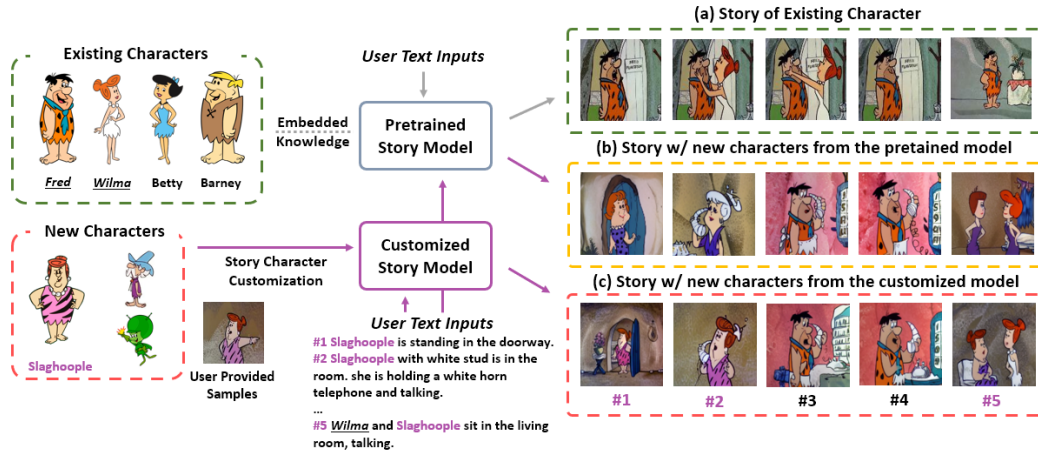 (a) Story of Existing Character
Existing Characters
User Text Inputs
Embedded
Knowledge
Pretrained
Story Model
Fred
Wilma
Betty
Barney
(b) Story w/ new characters from the pretained model
New Characters
Story Character
Customization
Customized
Story Model
(c) Story w/ new characters from the customized model
Slaghoople
User Provided
Samples
User Text Inputs
#1 Slaghoople is standing in the doorway.
#2 Slaghoople with white stud is in the
room. she is holding a white horn
telephone and talking.
...
#5 Wilma and Slaghoople sit in the living
room, talking.
#1
#2
#3
#4
#5